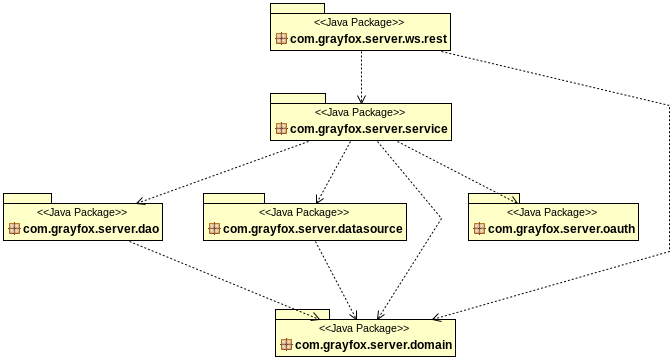 <<Java Package>>
com.grayfox.server.ws.rest
<<Java Package>>
com.grayfox.server.service
<<Java Package>>
com.grayfox.server.dao
<<Java Package>>
com.grayfox.server.datasource
<<Java Package>>
com.grayfox.server.oauth
<<Java Package>>
com.grayfox.server.domain